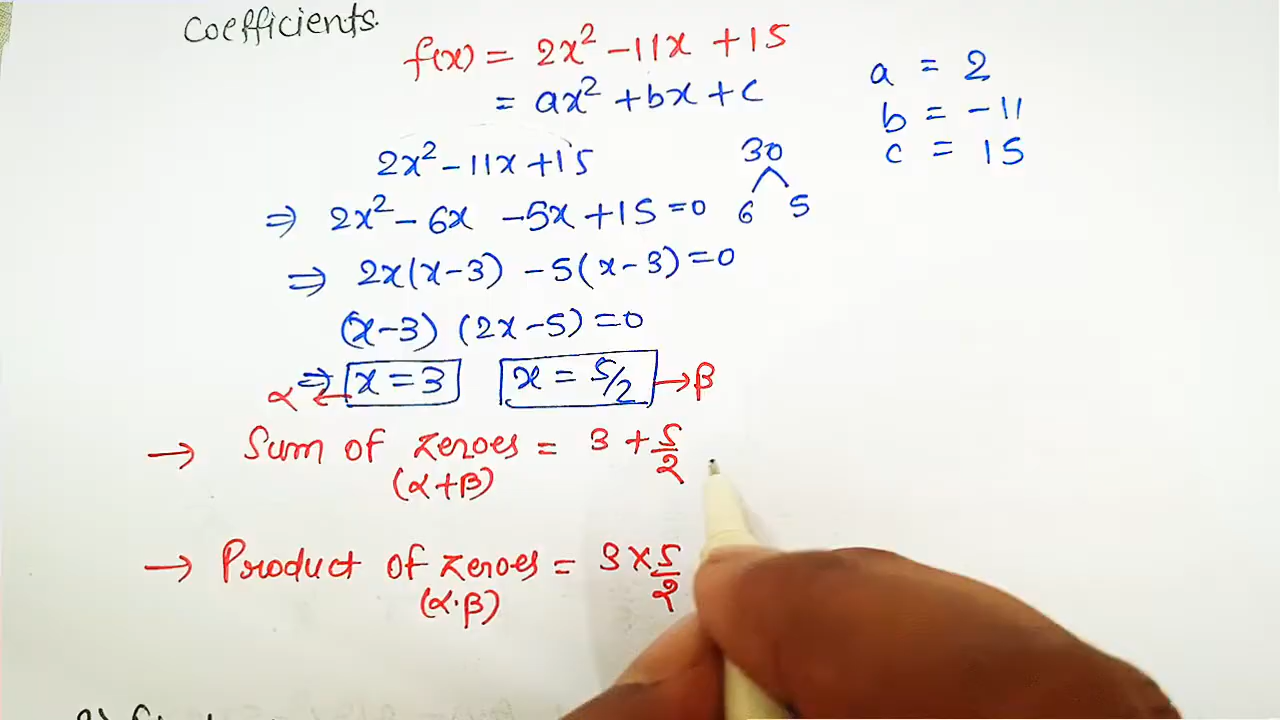 Coefficients.
f(x) = 2x² - 11x + 15
= ax² + bx + c
a = 2
b = -11
c = 15
2x² - 11x + 15
30
⇒ 2x² - 6x - 5x + 15 = 0
6 5
⇒ 2x(x-3) - 5(x-3) = 0
(x-3) (2x-5) = 0
α ← ⇒ x = 3 x = 5/2 → β
→ Sum of zeroes = 3 + 5/2
(α+β)
→ Product of zeroes = 3 × 5/2
(α·β)